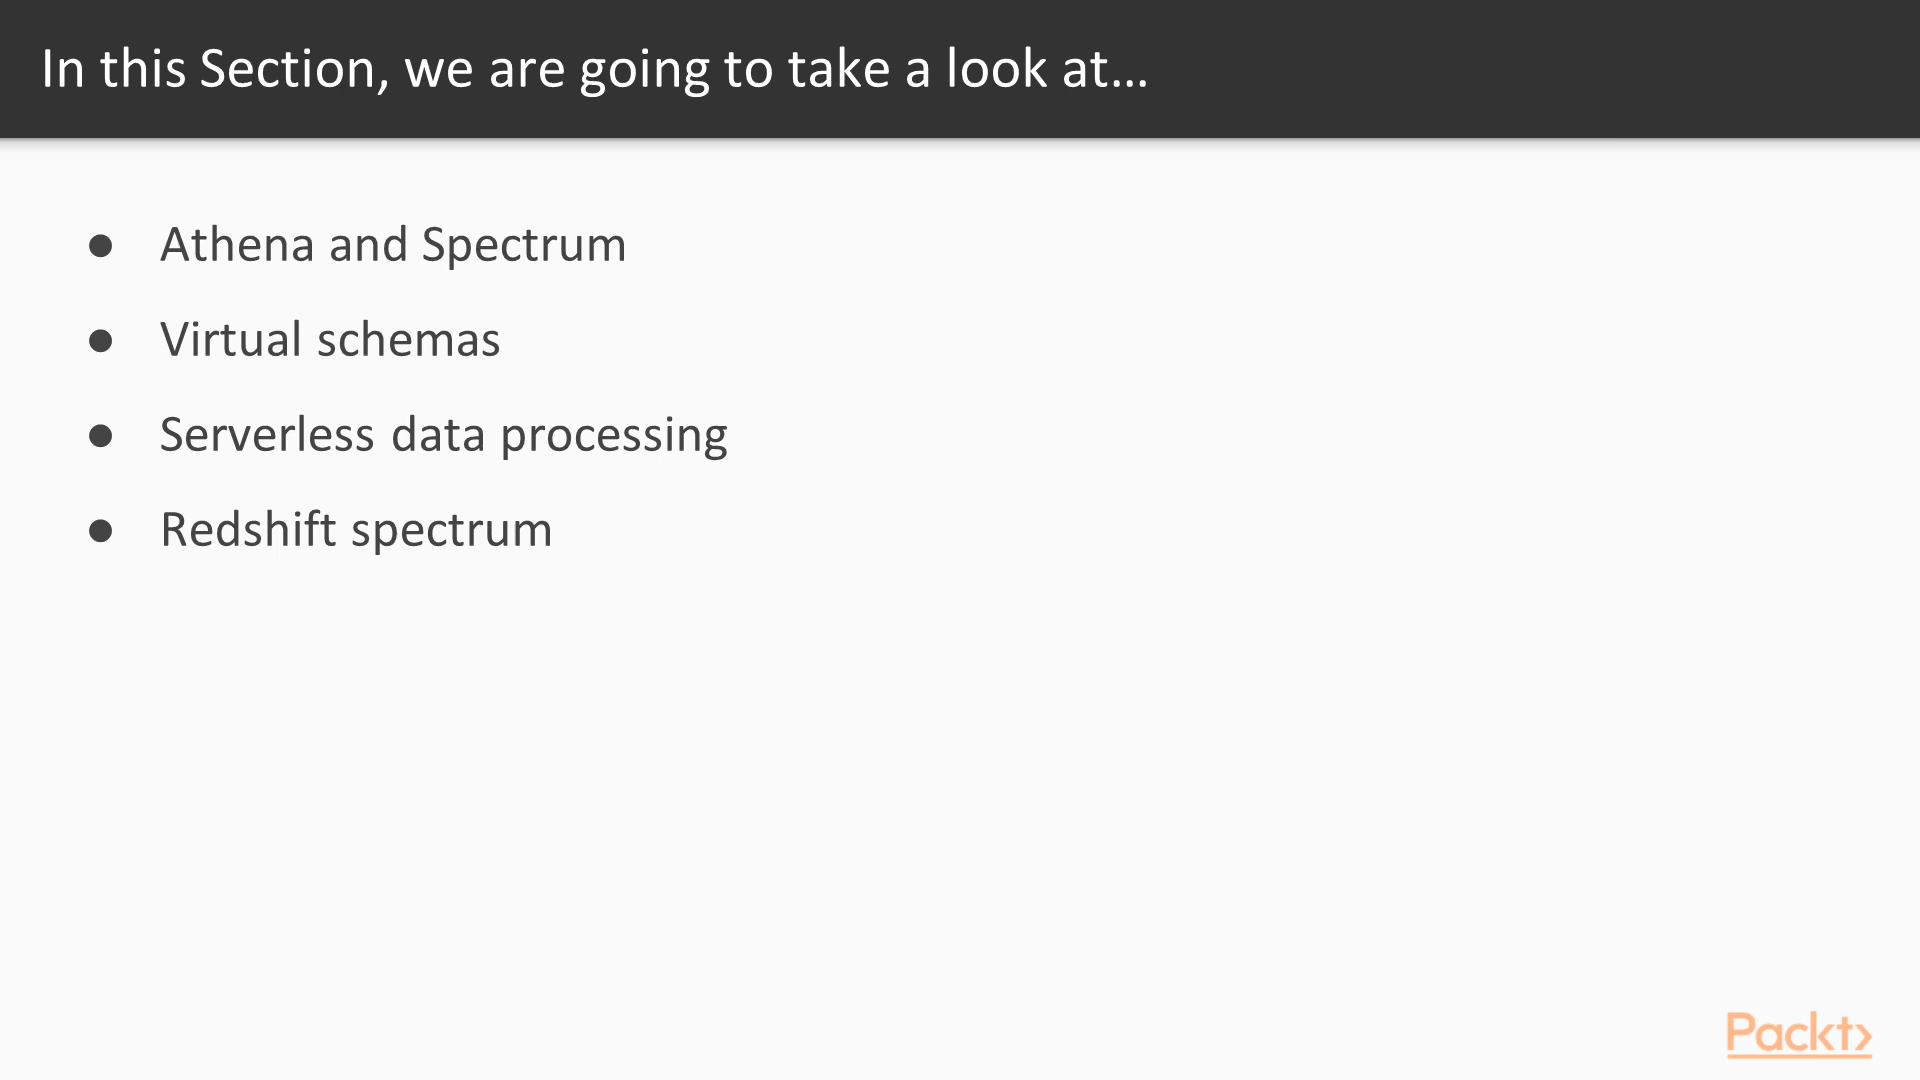 In this Section, we are going to take a look at…
● Athena and Spectrum
● Virtual schemas
● Serverless data processing
● Redshift spectrum
Packt>